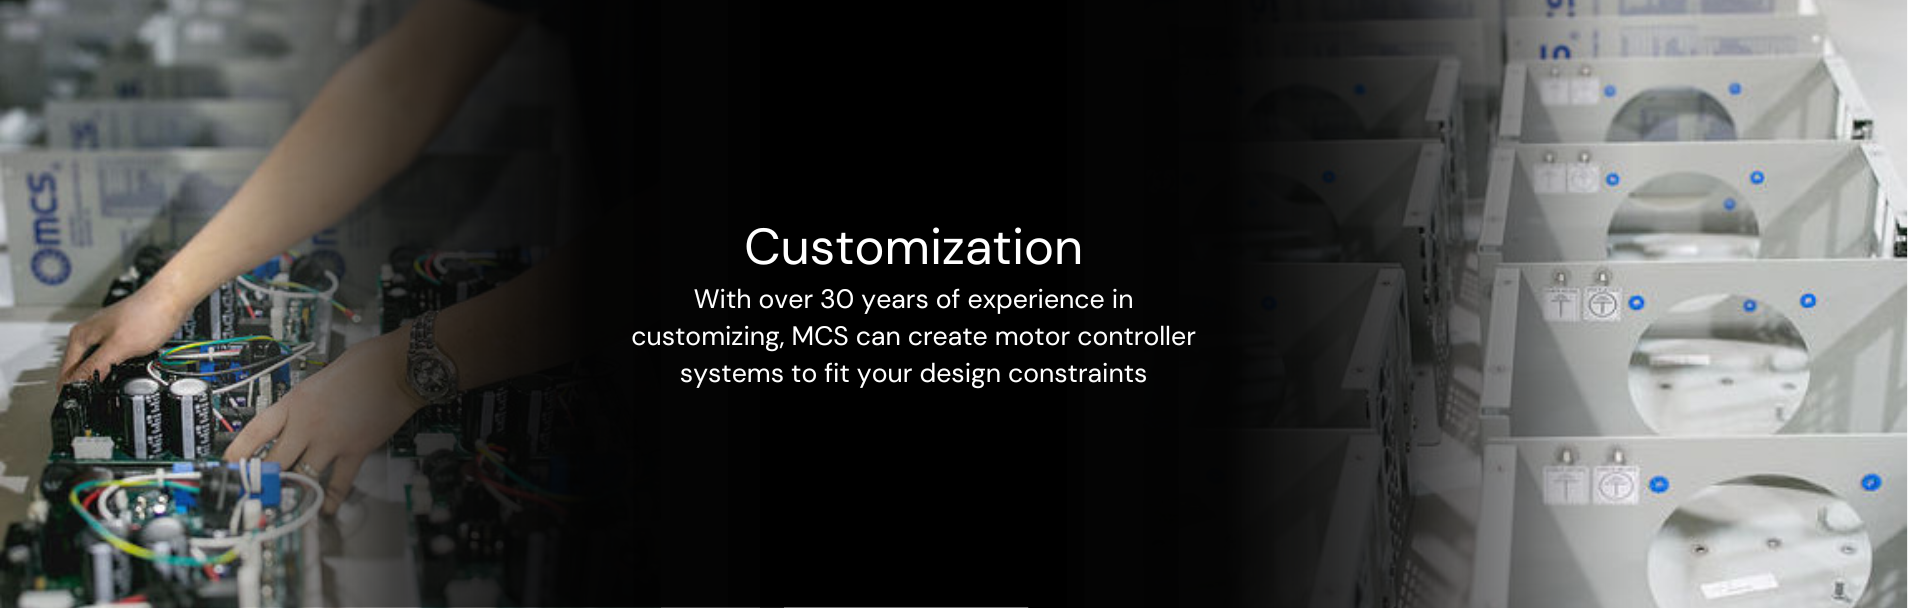 Customization
With over 30 years of experience in
customizing, MCS can create motor controller
systems to fit your design constraints
mcs